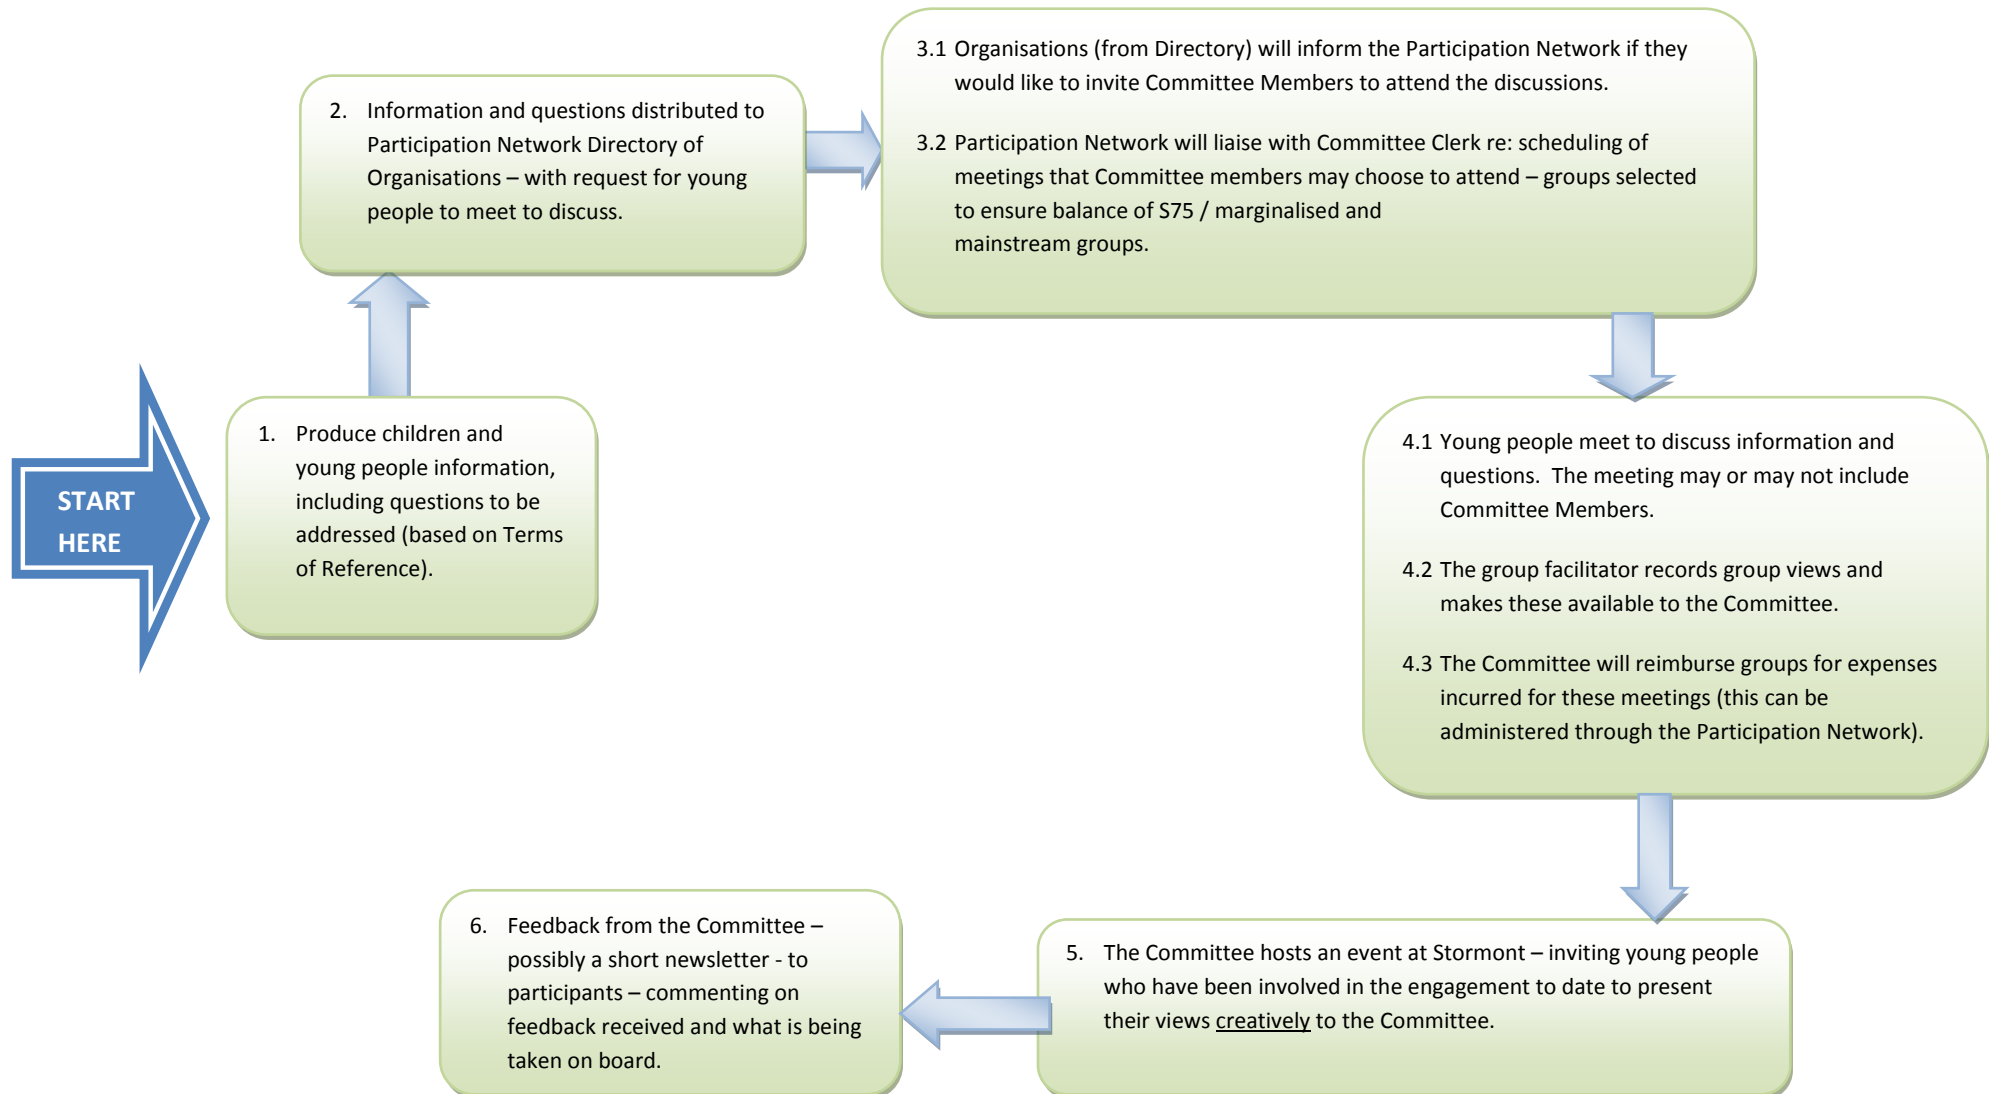 START
HERE
1. Produce children and
young people information,
including questions to be
addressed (based on Terms
of Reference).
2. Information and questions distributed to
Participation Network Directory of
Organisations – with request for young
people to meet to discuss.
3.1 Organisations (from Directory) will inform the Participation Network if they
would like to invite Committee Members to attend the discussions.
3.2 Participation Network will liaise with Committee Clerk re: scheduling of
meetings that Committee members may choose to attend – groups selected
to ensure balance of S75 / marginalised and
mainstream groups.
4.1 Young people meet to discuss information and
questions. The meeting may or may not include
Committee Members.
4.2 The group facilitator records group views and
makes these available to the Committee.
4.3 The Committee will reimburse groups for expenses
incurred for these meetings (this can be
administered through the Participation Network).
5. The Committee hosts an event at Stormont – inviting young people
who have been involved in the engagement to date to present
their views creatively to the Committee.
6. Feedback from the Committee –
possibly a short newsletter - to
participants – commenting on
feedback received and what is being
taken on board.